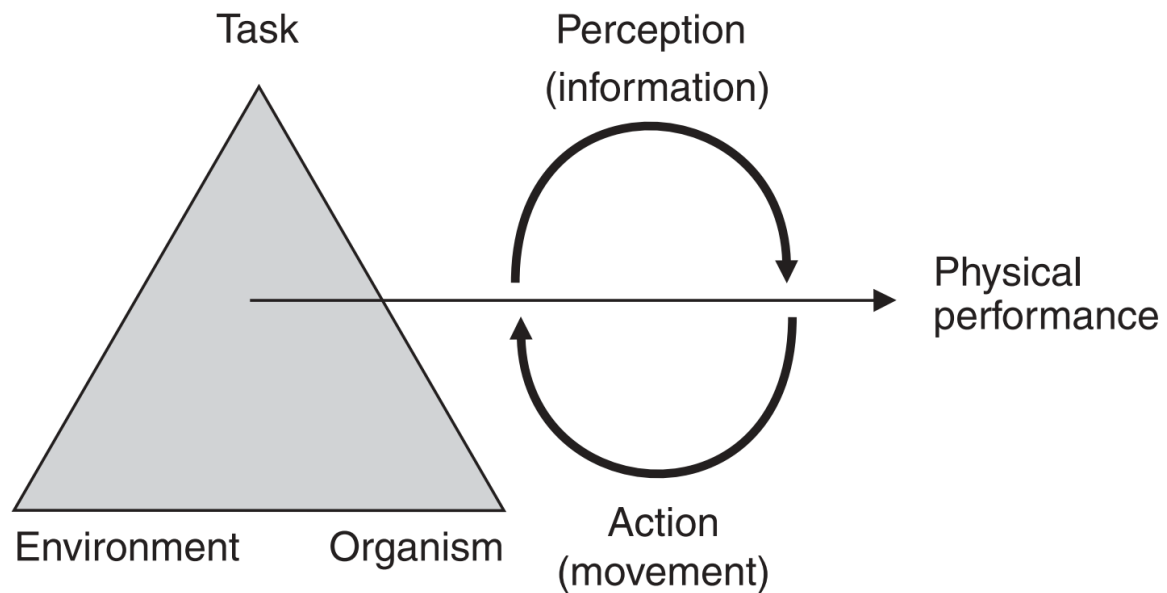 Task
Perception
(information)
Physical
performance
Environment
Organism
Action
(movement)